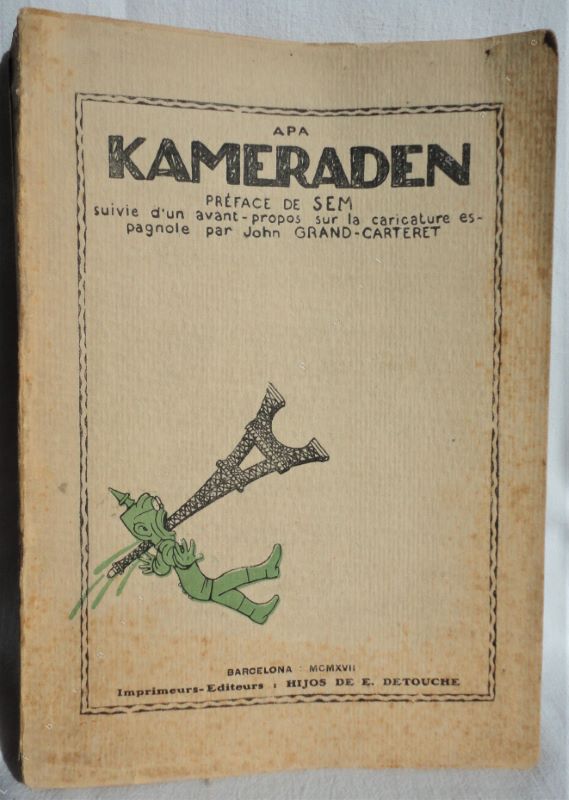 APA
KAMERADEN
PRÉFACE DE SEM
suivie d'un avant-propos sur la caricature es-
pagnole par John GRAND-CARTERET
BARCELONA : MCMXVII
Imprimeurs-Editeurs : HIJOS DE E. DETOUCHE